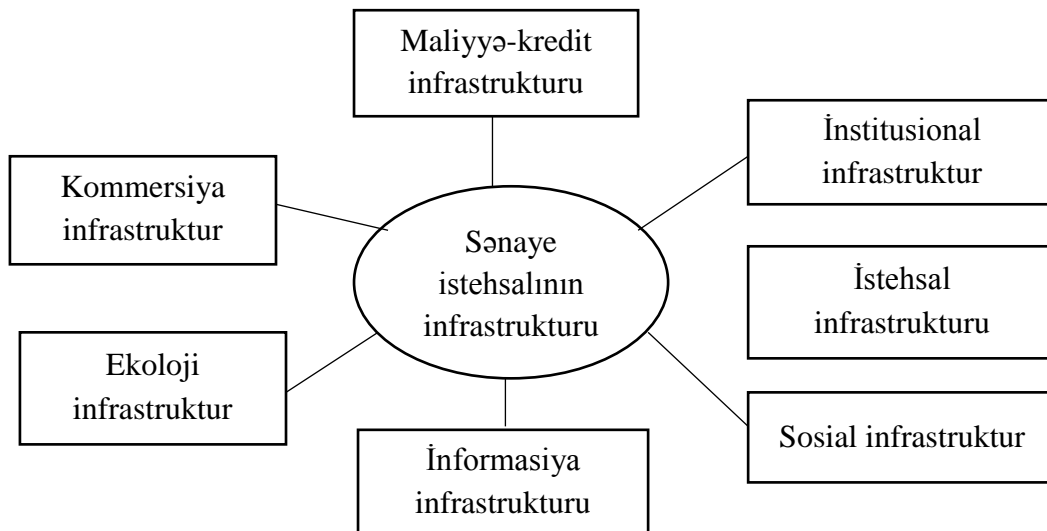 Maliyyə-kredit
infrastrukturu
İnstitusional
infrastruktur
Kommersiya
infrastruktur
Sənaye
istehsalının
infrastrukturu
İstehsal
infrastrukturu
Ekoloji
infrastruktur
Sosial infrastruktur
İnformasiya
infrastrukturu